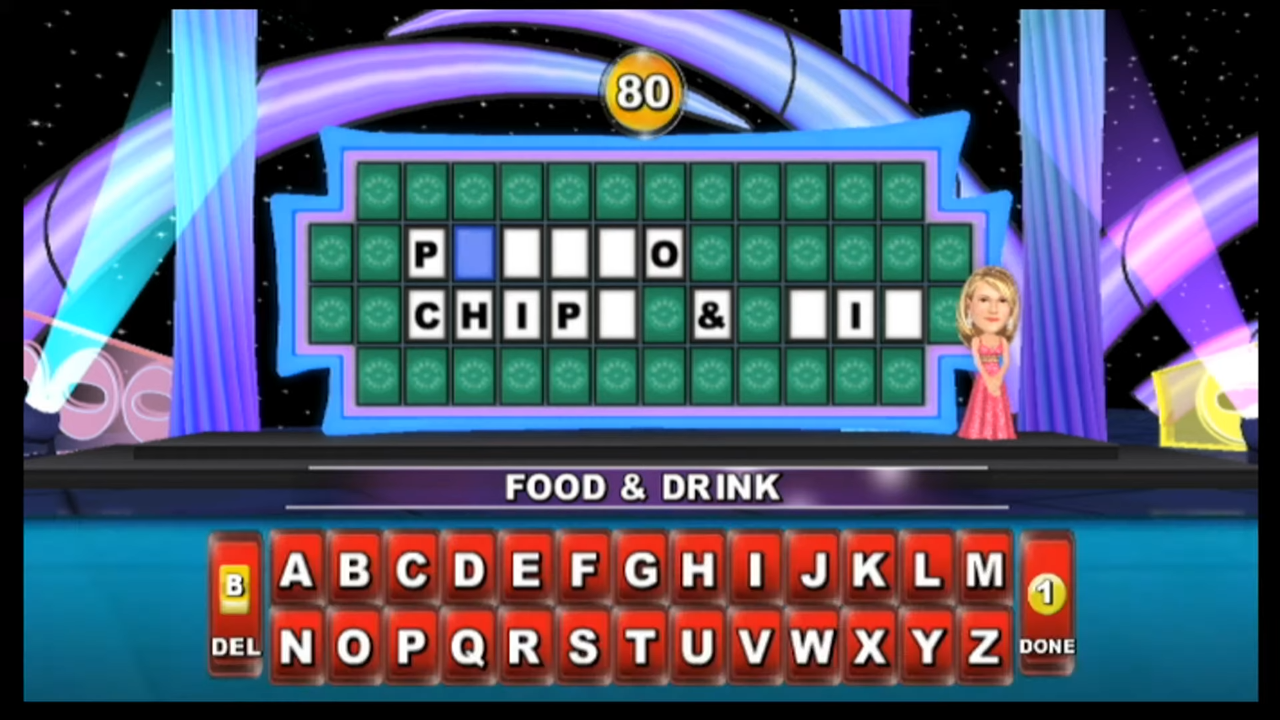 80
P O
CHIP & I
FOOD & DRINK
B A B C D E F G H I J K L M 1
DEL N O P Q R S T U V W X Y Z DONE